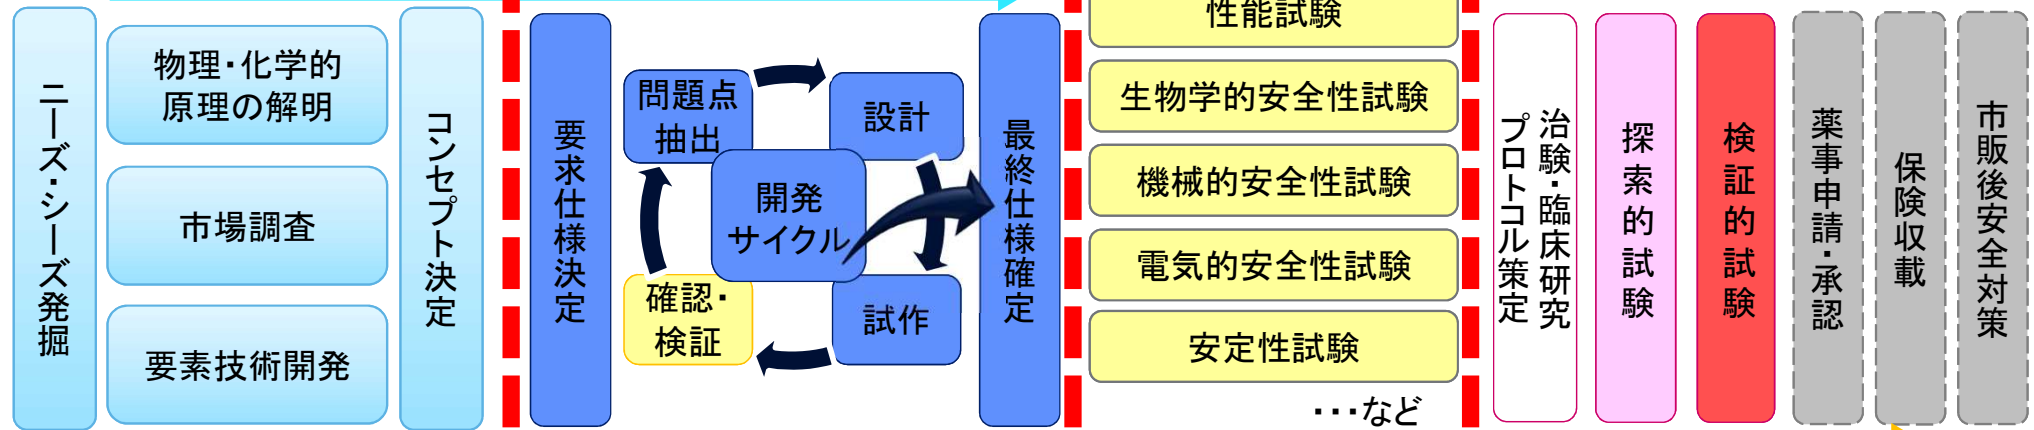 ニーズ・シーズ発掘
物理・化学的
原理の解明
市場調査
要素技術開発
コンセプト決定
要求仕様決定
問題点
抽出
設計
開発
サイクル
確認・
検証
試作
最終仕様確定
性能試験
生物学的安全性試験
機械的安全性試験
電気的安全性試験
安定性試験
・・・など
治験・臨床研究
プロトコル策定
探索的試験
検証的試験
薬事申請・承認
保険収載
市販後安全対策